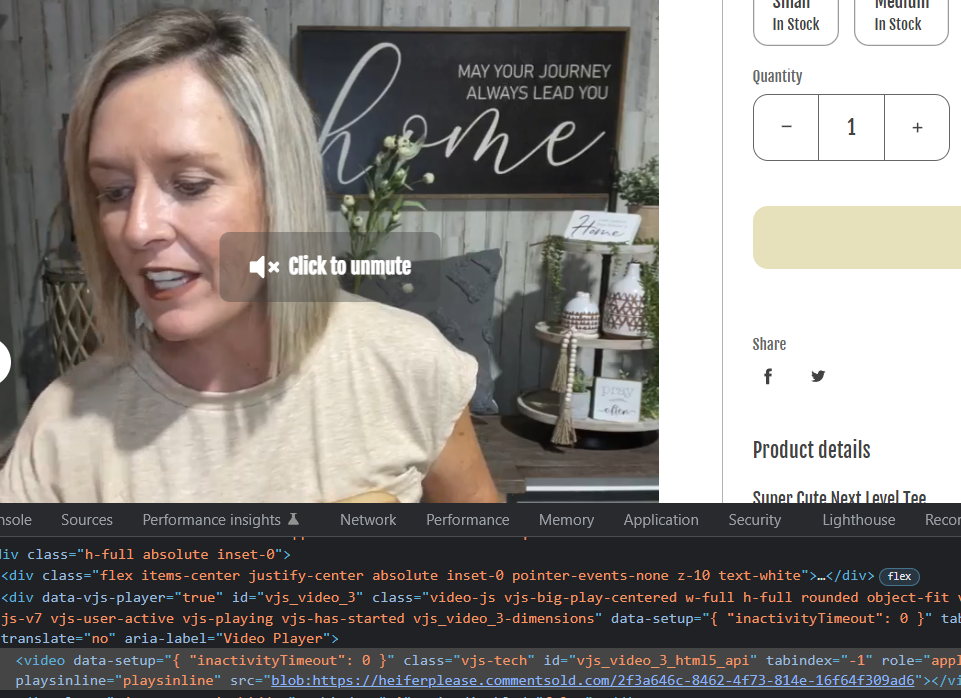 Small
Medium
In Stock
In Stock
Quantity
−
1
+
MAY YOUR JOURNEY
ALWAYS LEAD YOU
home
Home
Click to unmute
pray
often
Share
Product details
Super Cute Next Level Tee
nsole Sources Performance insights Network Performance Memory Application Security Lighthouse Recor
div class="h-full absolute inset-0">
<div class="flex items-center justify-center absolute inset-0 pointer-events-none z-10 text-white">…</div> flex
<div data-vjs-player="true" id="vjs_video_3" class="video-js vjs-big-play-centered w-full h-full rounded object-fit v
js-v7 vjs-user-active vjs-playing vjs-has-started vjs_video_3-dimensions" data-setup="{ "inactivityTimeout": 0 }" tab
translate="no" aria-label="Video Player">
<video data-setup="{ "inactivityTimeout": 0 }" class="vjs-tech" id="vjs_video_3_html5_api" tabindex="-1" role="appl
playsinline="playsinline" src="blob:https://heiferplease.commentsold.com/2f3a646c-8462-4f73-814e-16f64f309ad6"></vi